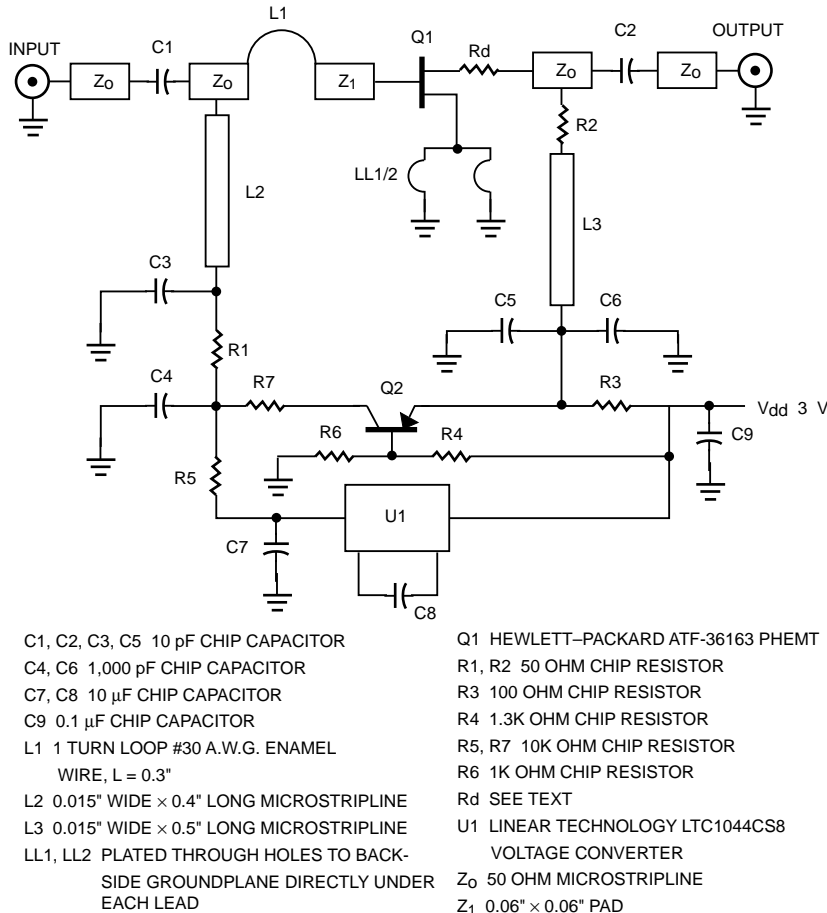 L1
INPUT
C1
Q1
Rd
C2
OUTPUT
Zo
Zo
Z1
Zo
Zo
R2
L2
LL1/2
L3
C3
C5
C6
R1
C4
R7
Q2
R3
Vdd 3 V
R6
R4
C9
R5
U1
C7
C8
C1, C2, C3, C5 10 pF CHIP CAPACITOR
C4, C6 1,000 pF CHIP CAPACITOR
C7, C8 10 μF CHIP CAPACITOR
C9 0.1 μF CHIP CAPACITOR
L1 1 TURN LOOP #30 A.W.G. ENAMEL
WIRE, L = 0.3"
L2 0.015" WIDE × 0.4" LONG MICROSTRIPLINE
L3 0.015" WIDE × 0.5" LONG MICROSTRIPLINE
LL1, LL2 PLATED THROUGH HOLES TO BACK-
SIDE GROUNDPLANE DIRECTLY UNDER
EACH LEAD
Q1 HEWLETT–PACKARD ATF-36163 PHEMT
R1, R2 50 OHM CHIP RESISTOR
R3 100 OHM CHIP RESISTOR
R4 1.3K OHM CHIP RESISTOR
R5, R7 10K OHM CHIP RESISTOR
R6 1K OHM CHIP RESISTOR
Rd SEE TEXT
U1 LINEAR TECHNOLOGY LTC1044CS8
VOLTAGE CONVERTER
Zo 50 OHM MICROSTRIPLINE
Z1 0.06" × 0.06" PAD